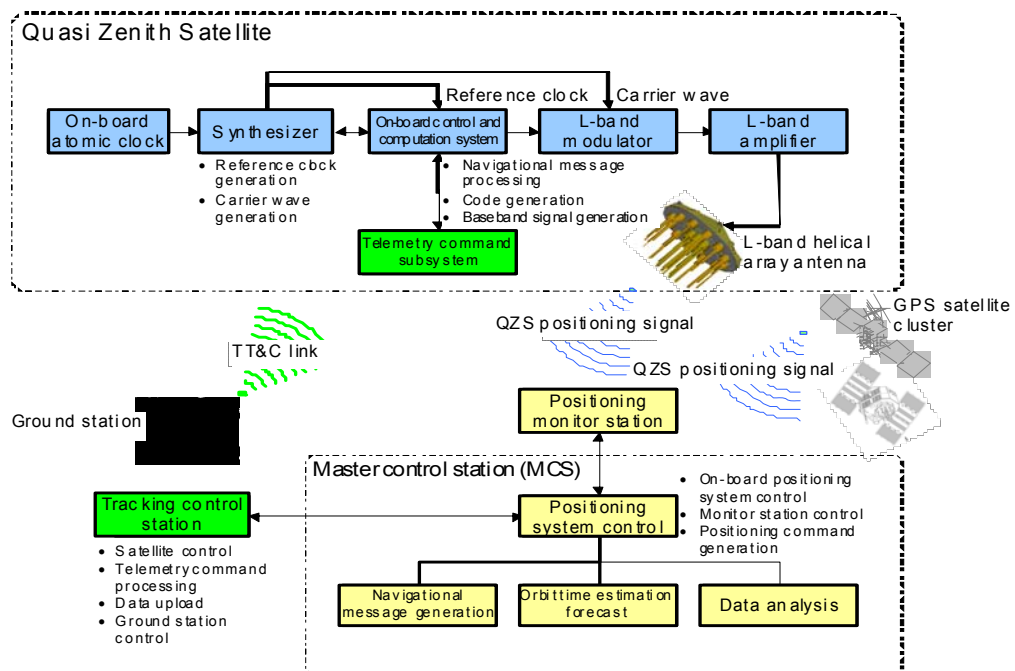 Quasi Zenith Satellite
Reference clock
Carrier wave
On-board
atomic clock
Synthesizer
On-board control and
computation system
L-band
modulator
L-band
amplifier
• Reference clock
generation
• Carrier wave
generation
• Navigational message
processing
• Code generation
• Baseband signal generation
Telemetry command
subsystem
L-band helical
array antenna
GPS satellite
cluster
QZS positioning signal
TT&C link
QZS positioning signal
Ground station
Positioning
monitor station
Master control station (MCS)
Tracking control
station
Positioning
system control
• On-board positioning
system control
• Monitor station control
• Positioning command
generation
• Satellite control
• Telemetry command
processing
• Data upload
• Ground station
control
Navigational
message generation
Orbit time estimation
forecast
Data analysis